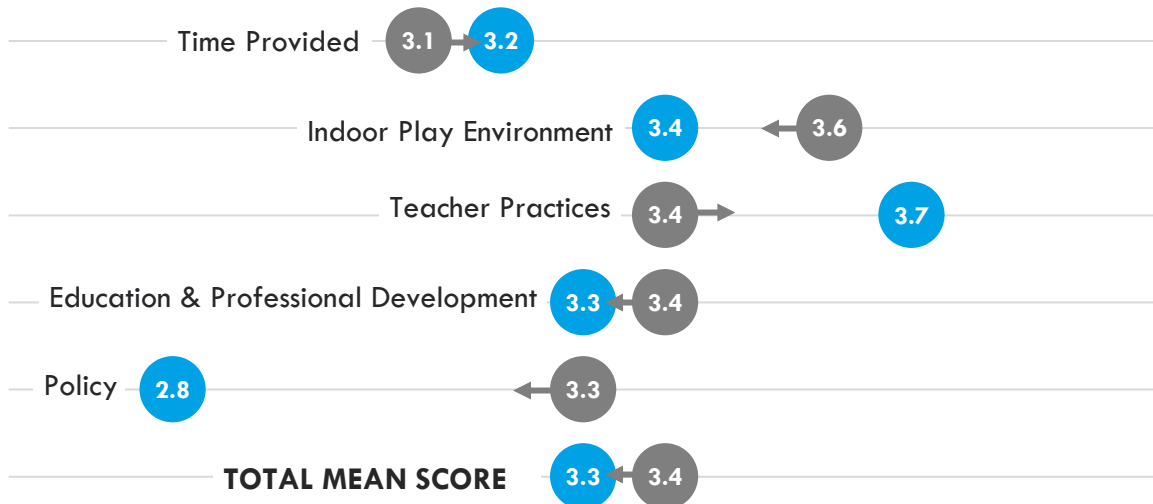 Time Provided 3.1 3.2
Indoor Play Environment 3.4 3.6
Teacher Practices 3.4 3.7
Education & Professional Development 3.3 3.4
Policy 2.8 3.3
TOTAL MEAN SCORE 3.3 3.4